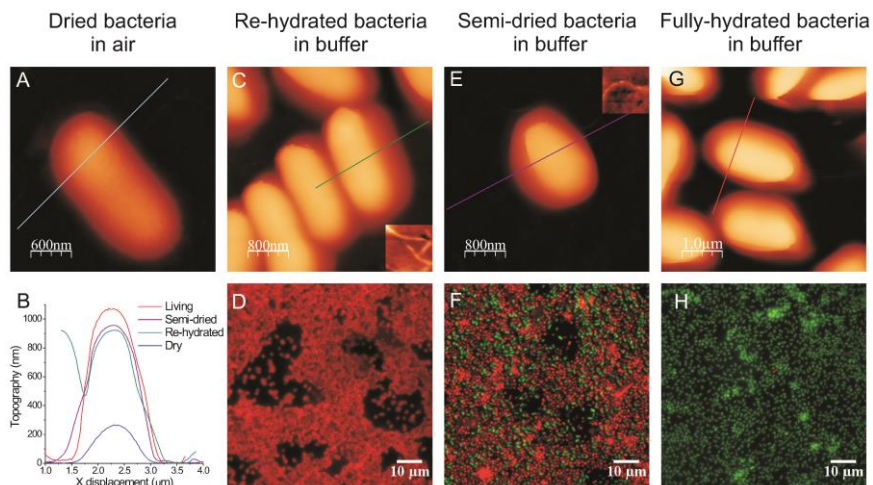 Dried bacteria
in air
Re-hydrated bacteria
in buffer
Semi-dried bacteria
in buffer
Fully-hydrated bacteria
in buffer
A
600nm
C
800nm
E
800nm
G
1.0µm
B
Topography (nm)
1000
800
600
400
200
0
Living
Semi-dried
Re-hydrated
Dry
1.0 1.5 2.0 2.5 3.0 3.5 4.0
X displacement (µm)
D
10 µm
F
10 µm
H
10 µm